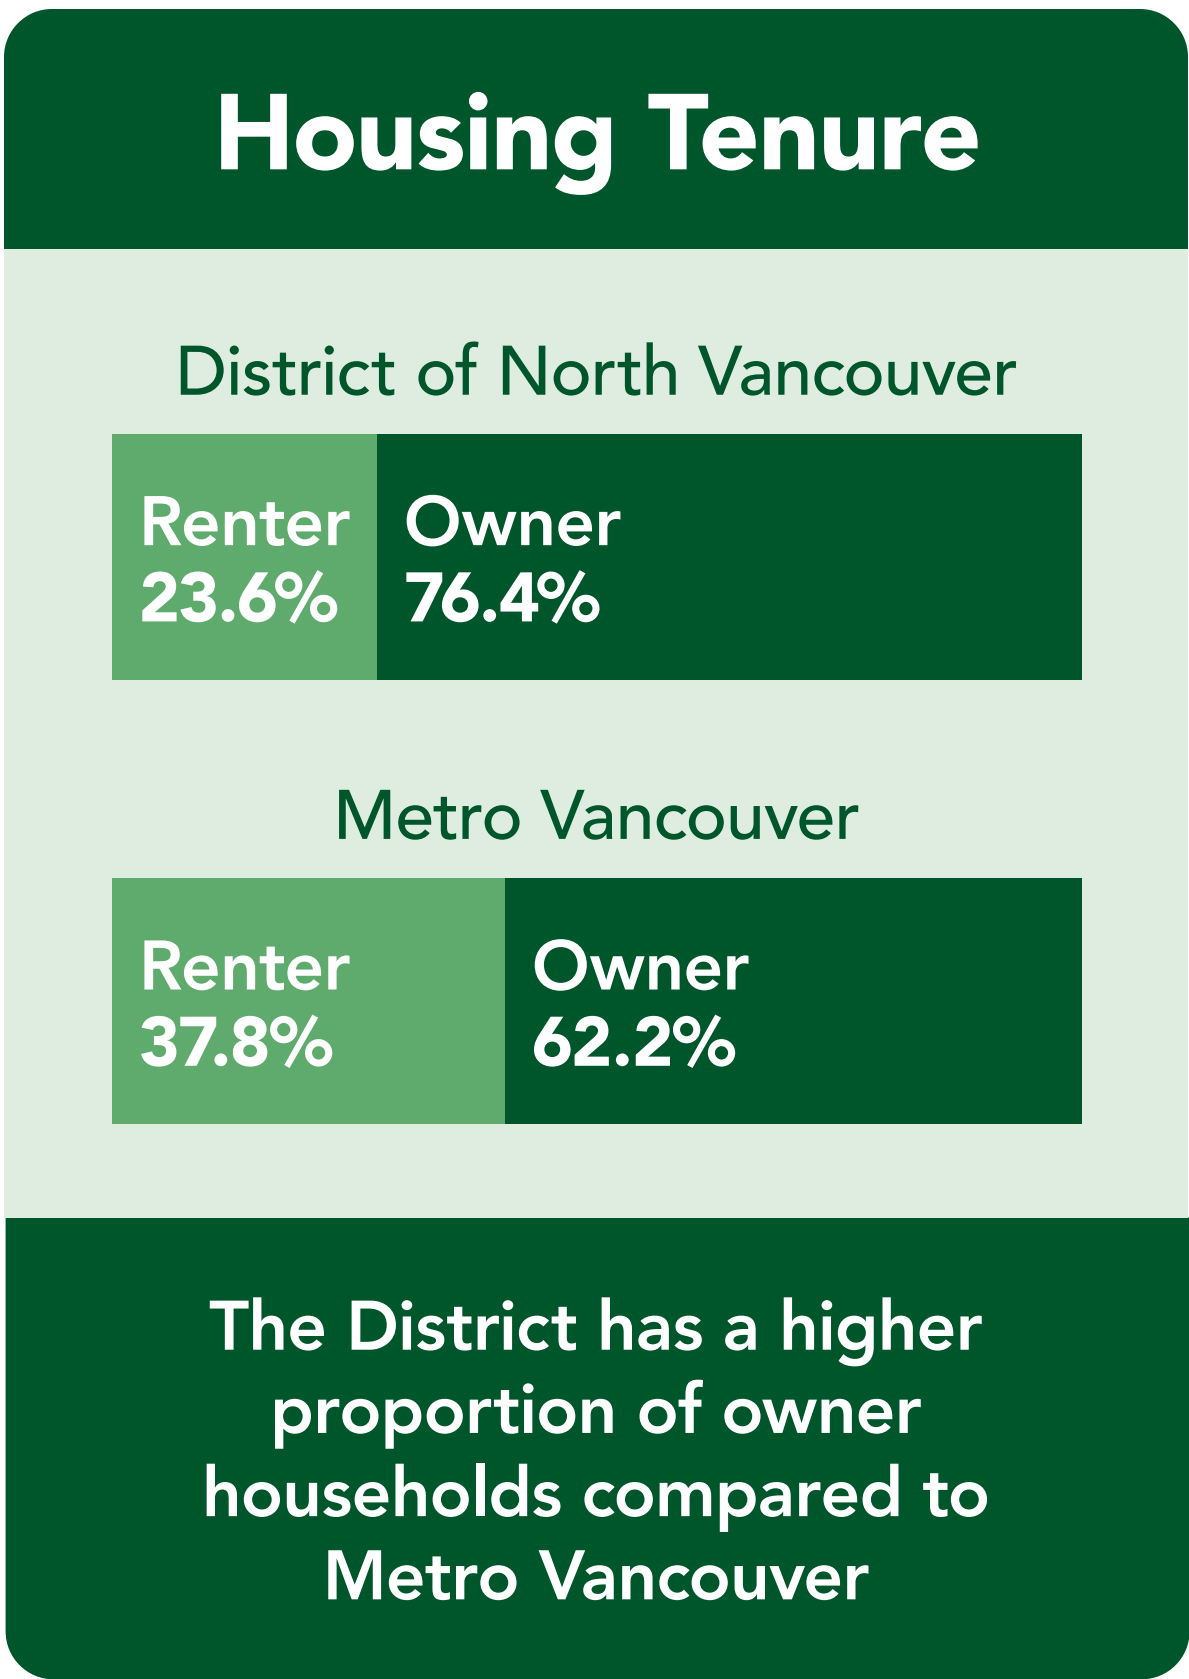 Housing Tenure
District of North Vancouver
Renter
23.6%
Owner
76.4%
Metro Vancouver
Renter
37.8%
Owner
62.2%
The District has a higher
proportion of owner
households compared to
Metro Vancouver